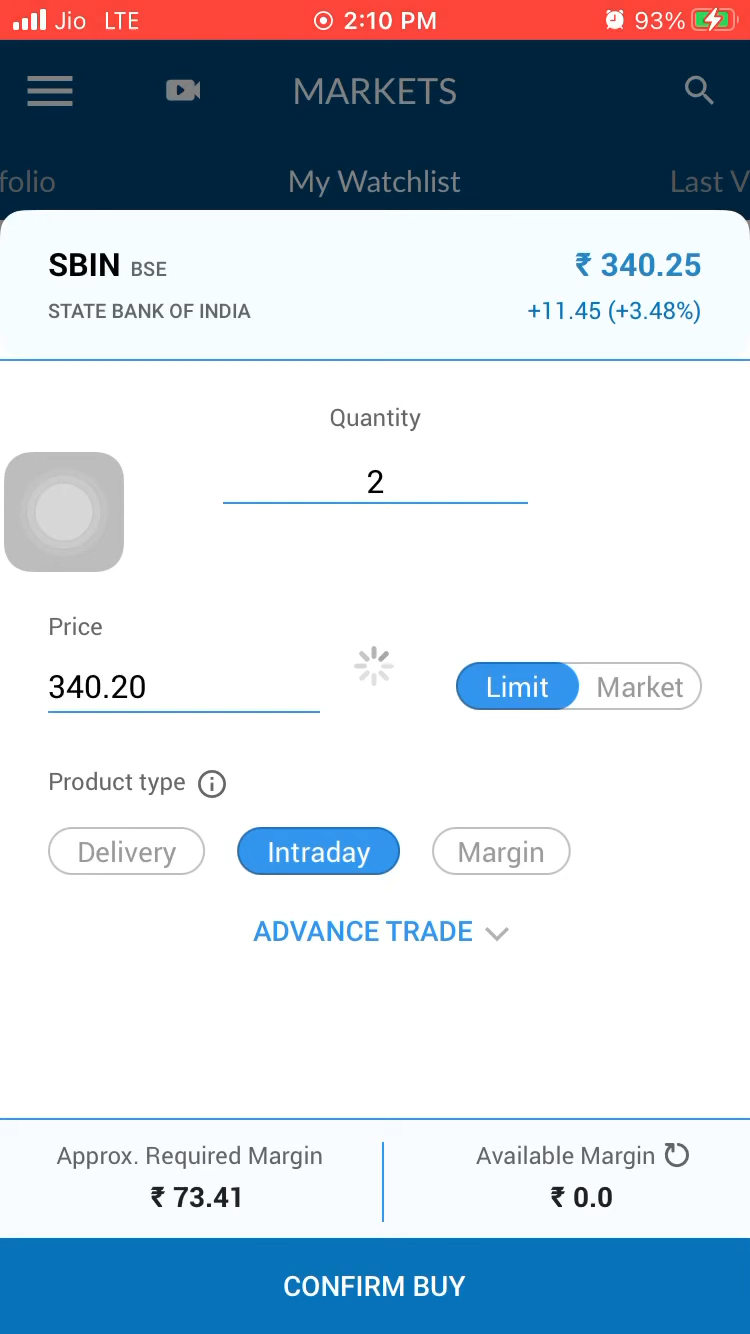 Jio LTE 2:10 PM 93%
MARKETS
folio My Watchlist Last V
SBIN BSE ₹ 340.25
STATE BANK OF INDIA +11.45 (+3.48%)
Quantity
2
Price
340.20 Limit Market
Product type
Delivery Intraday Margin
ADVANCE TRADE
Approx. Required Margin Available Margin
₹ 73.41 ₹ 0.0
CONFIRM BUY